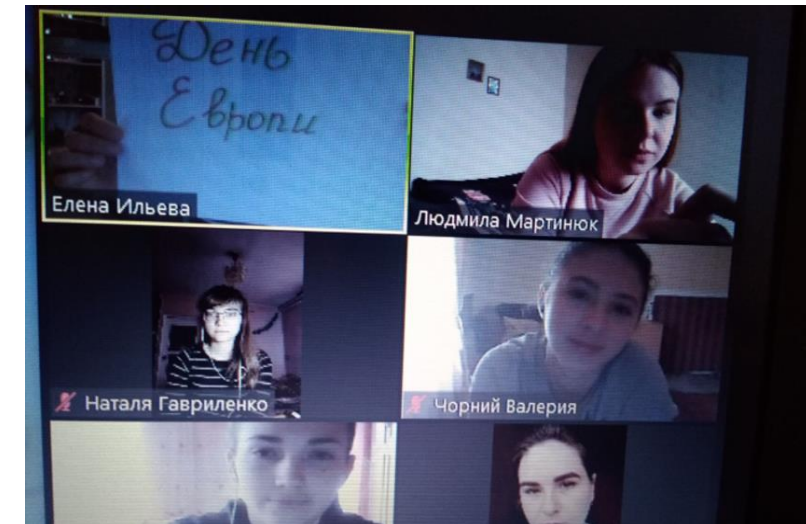 День
Європи
Елена Ильева
Людмила Мартинюк
Наталя Гавриленко
Чорний Валерия